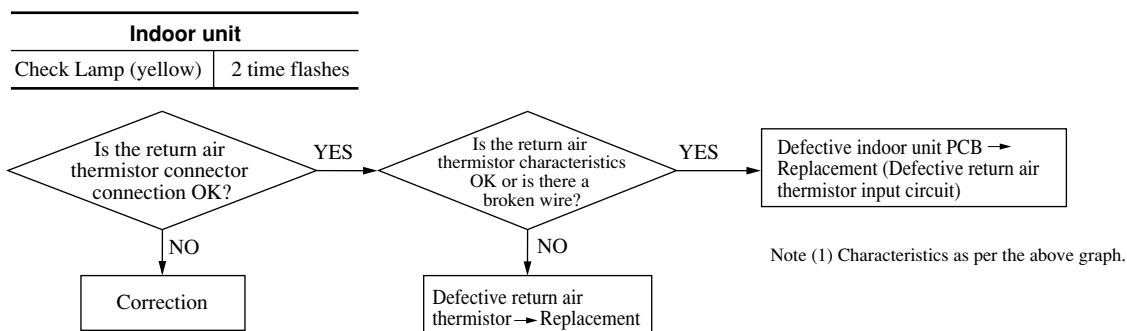 Indoor unit
Check Lamp (yellow) 2 time flashes
Is the return air
thermistor connector
connection OK?
YES
NO
Correction
Is the return air
thermistor characteristics
OK or is there a
broken wire?
YES
NO
Defective return air
thermistor → Replacement
Defective indoor unit PCB →
Replacement (Defective return air
thermistor input circuit)
Note (1) Characteristics as per the above graph.